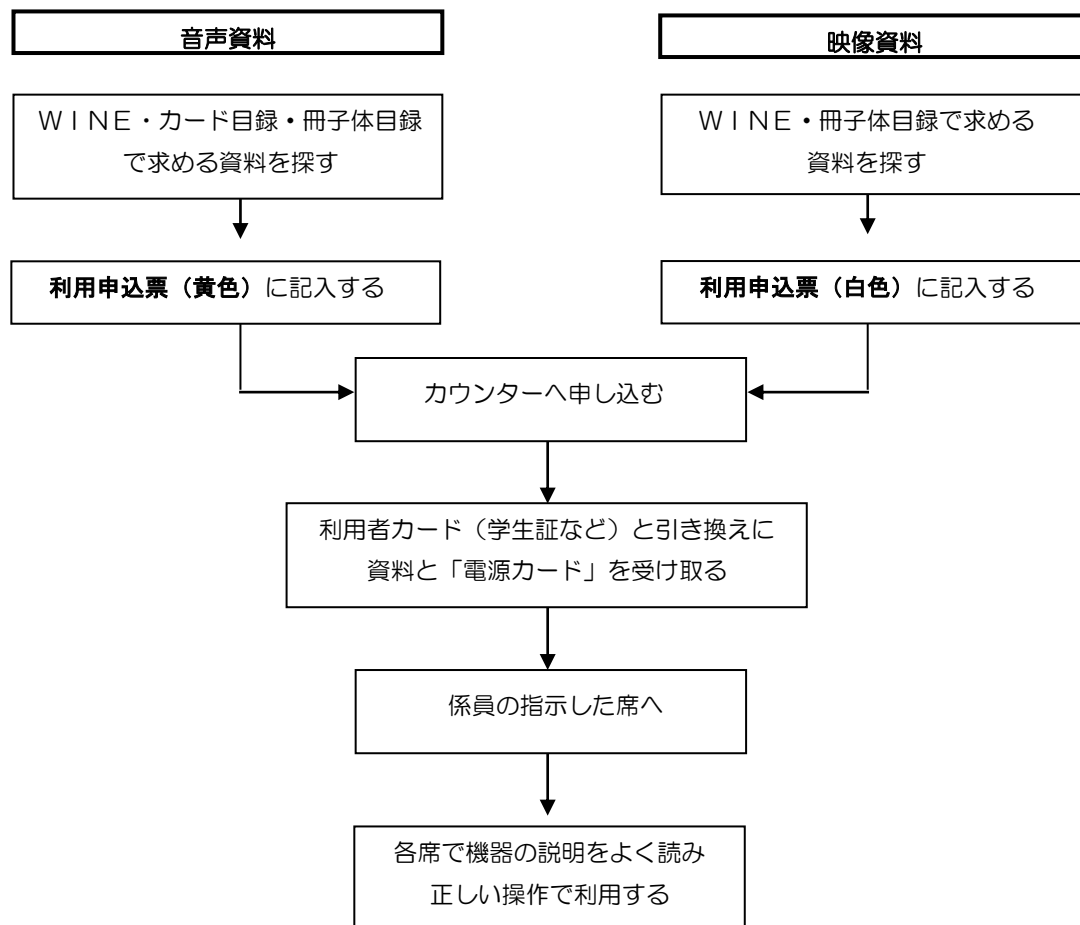 音声資料
映像資料
WINE・カード目録・冊子体目録
で求める資料を探す
WINE・冊子体目録で求める
資料を探す
利用申込票（黄色）に記入する
利用申込票（白色）に記入する
カウンターへ申し込む
利用者カード（学生証など）と引き換えに
資料と「電源カード」を受け取る
係員の指示した席へ
各席で機器の説明をよく読み
正しい操作で利用する